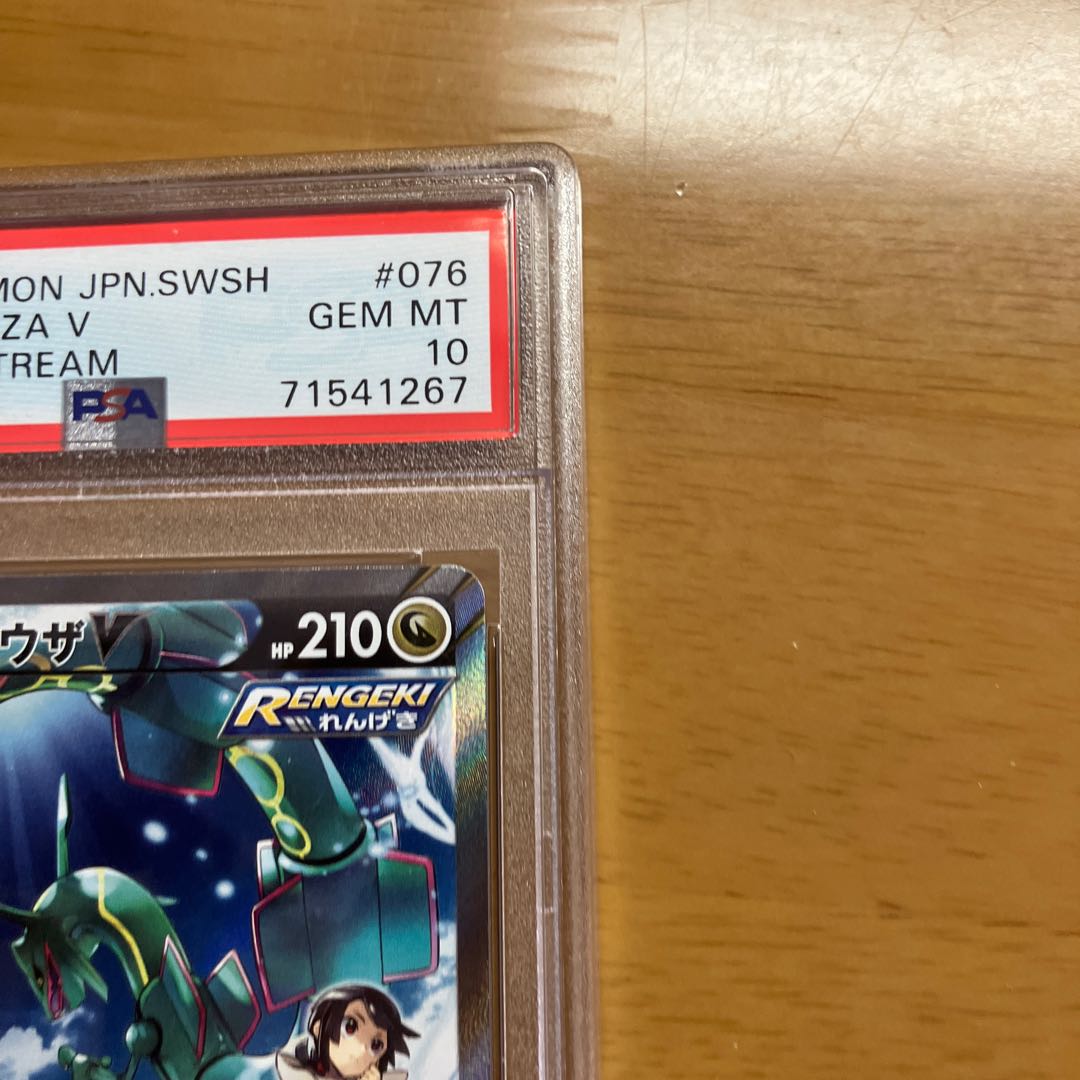 MON JPN.SWSH #076
ZA V GEM MT
TREAM 10
PSA 71541267
ウザV HP 210
RENGEKI
れんげき